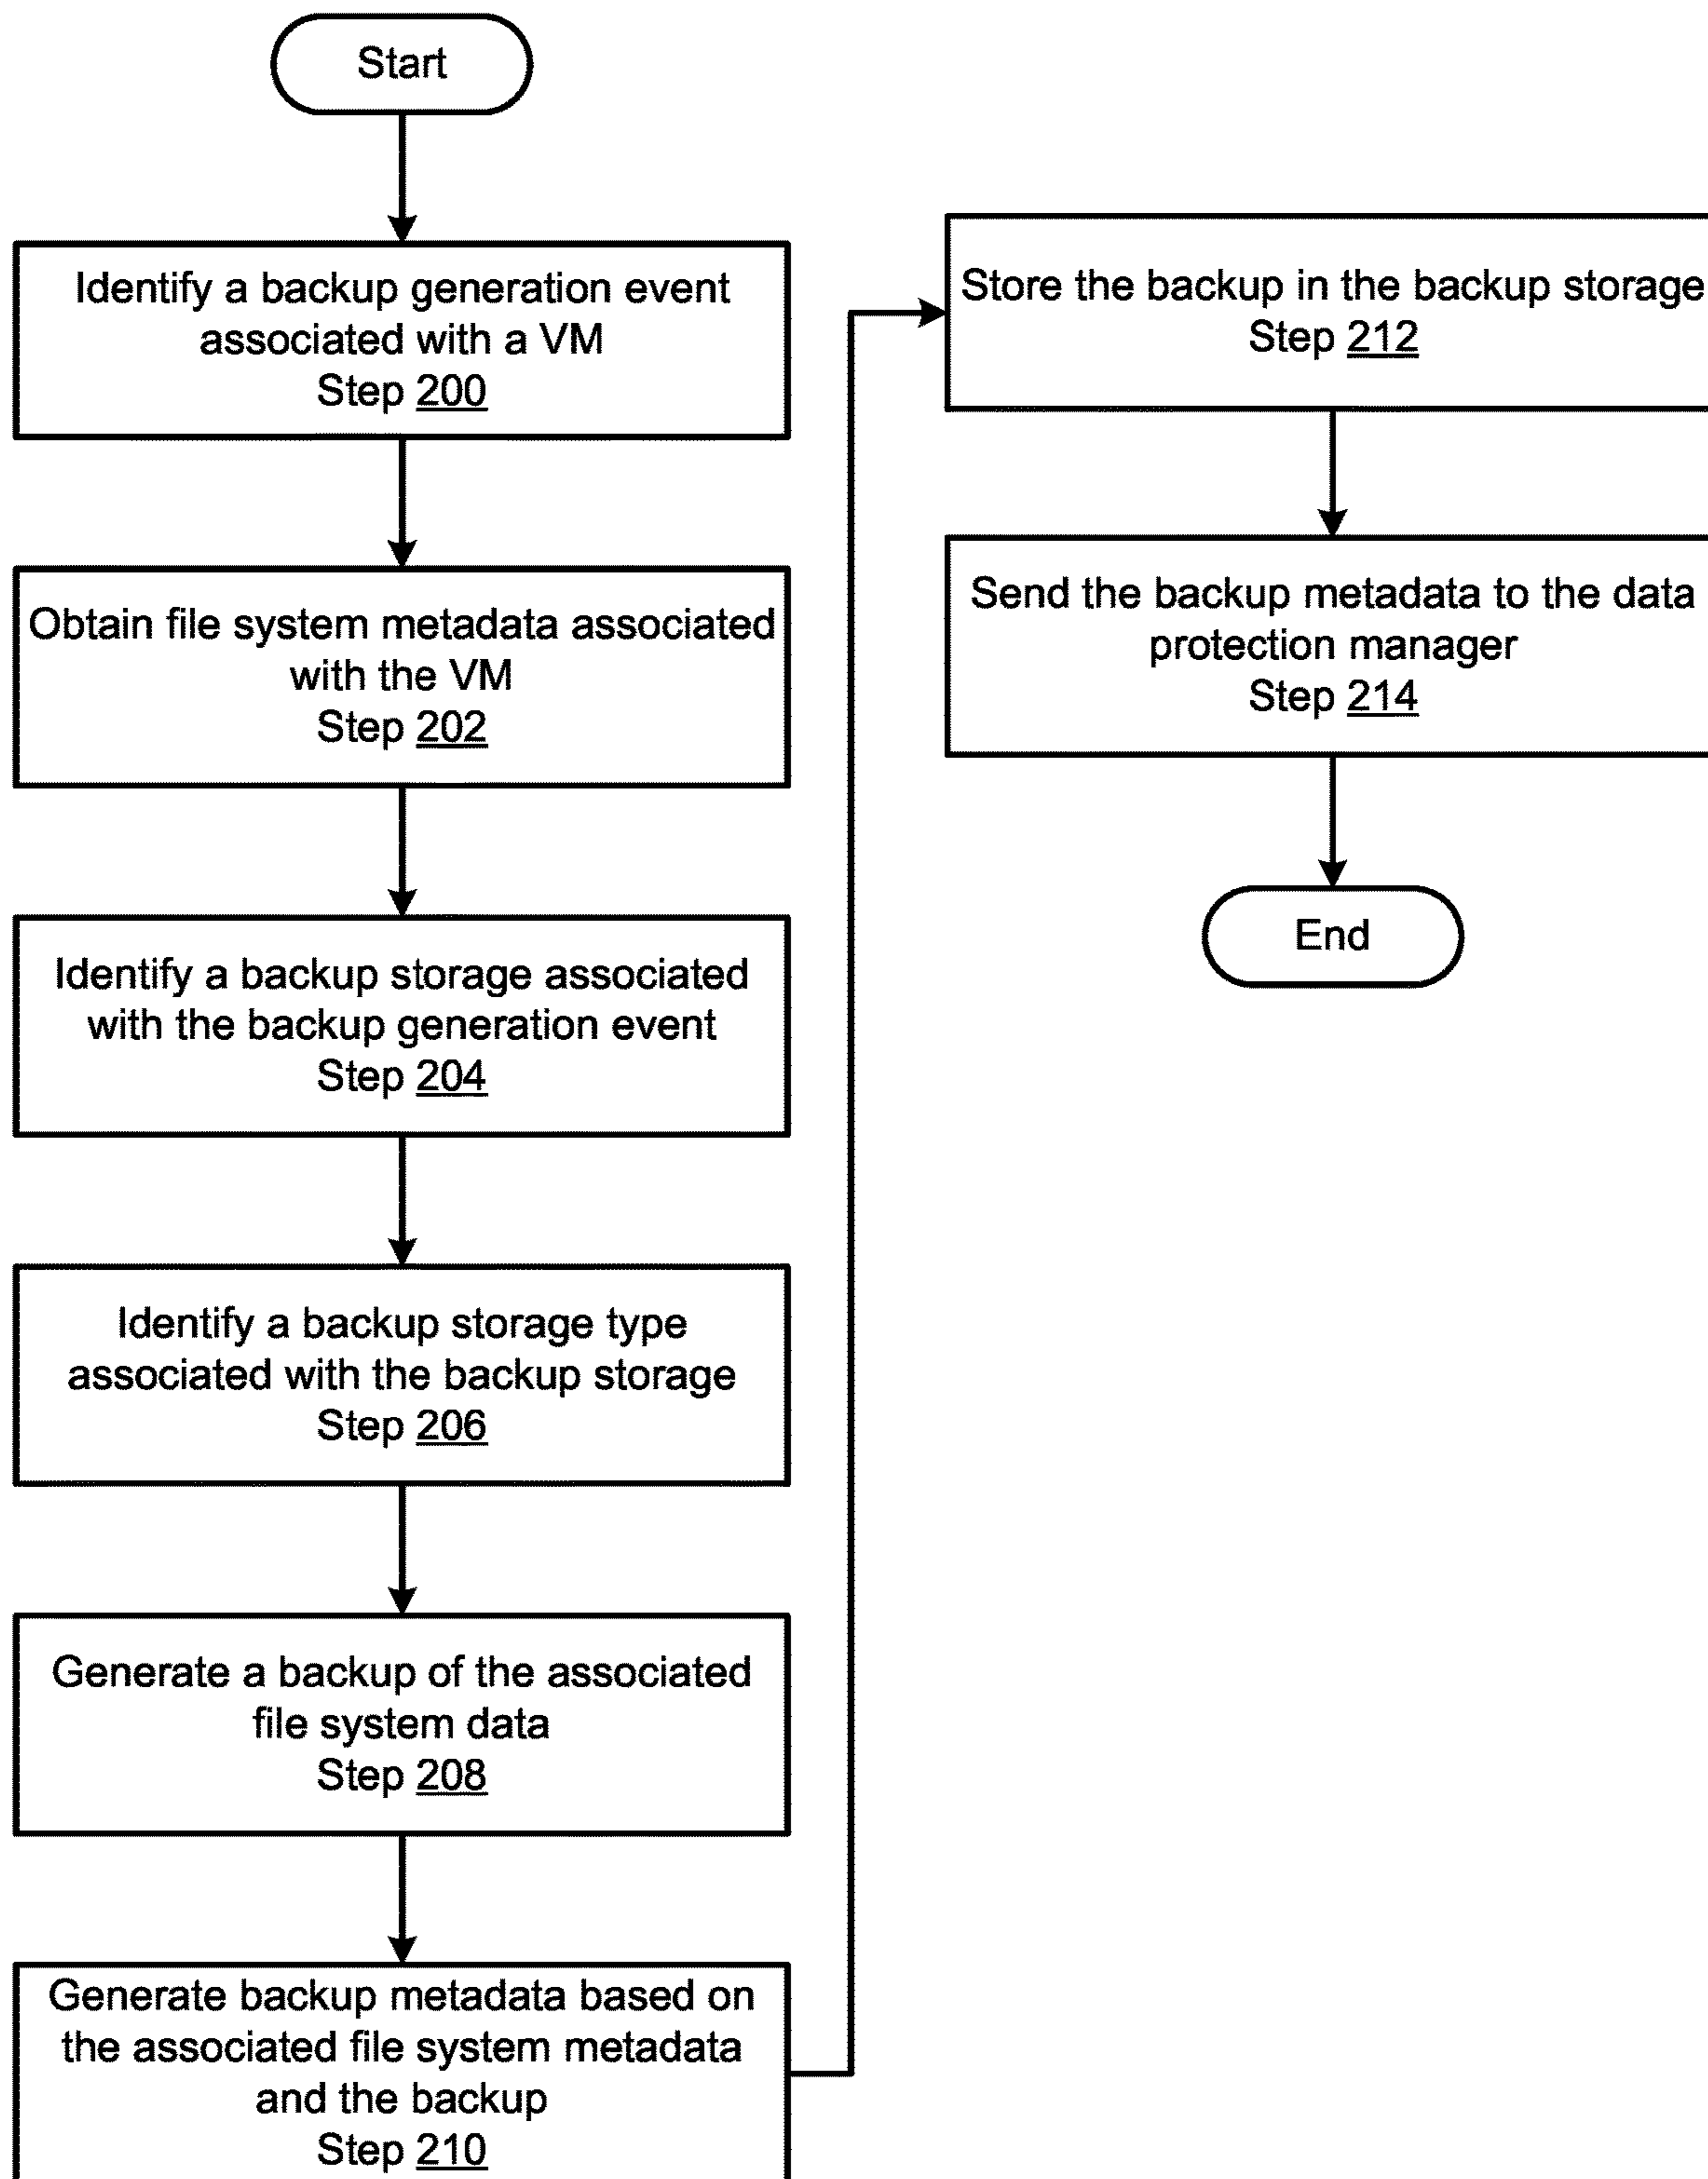 Start
Identify a backup generation event
associated with a VM
Step 200
Obtain file system metadata associated
with the VM
Step 202
Identify a backup storage associated
with the backup generation event
Step 204
Identify a backup storage type
associated with the backup storage
Step 206
Generate a backup of the associated
file system data
Step 208
Generate backup metadata based on
the associated file system metadata
and the backup
Step 210
Store the backup in the backup storage
Step 212
Send the backup metadata to the data
protection manager
Step 214
End